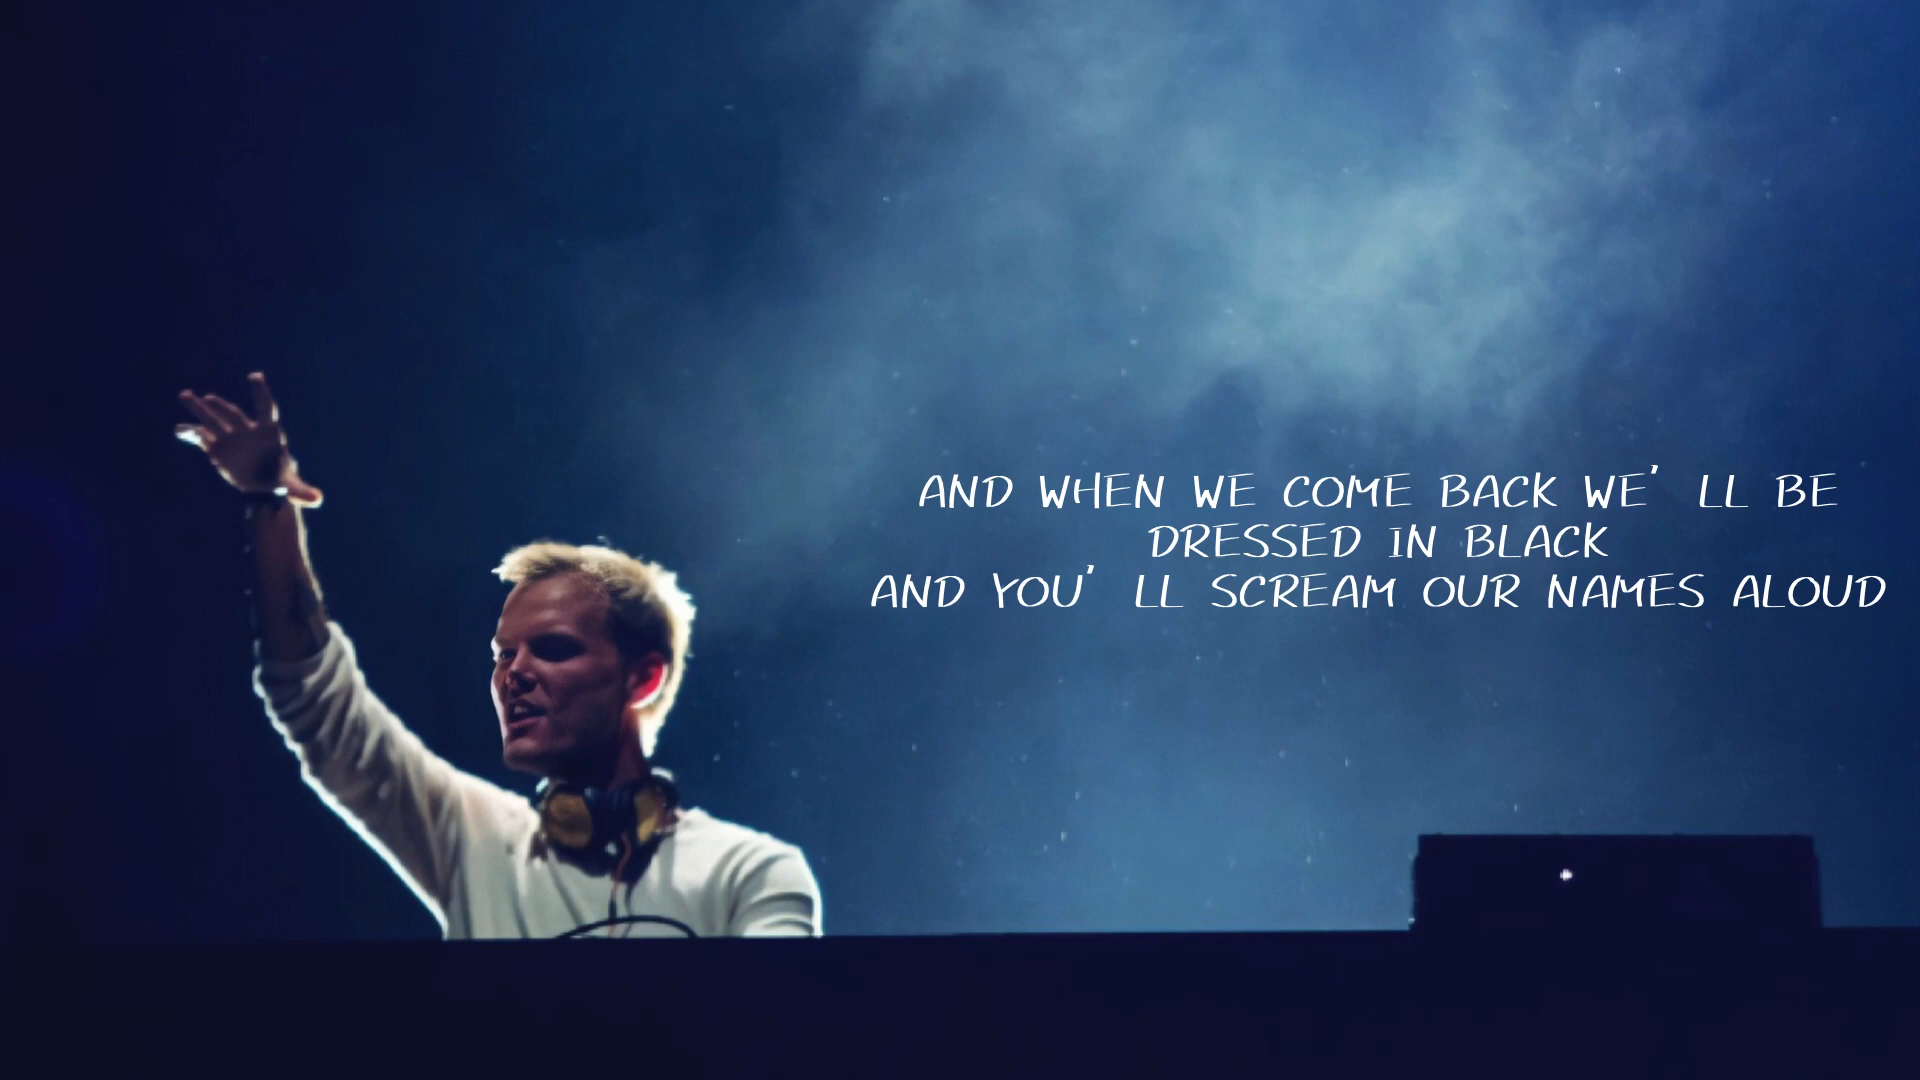 AND WHEN WE COME BACK WE'LL BE
DRESSED IN BLACK
AND YOU'LL SCREAM OUR NAMES ALOUD